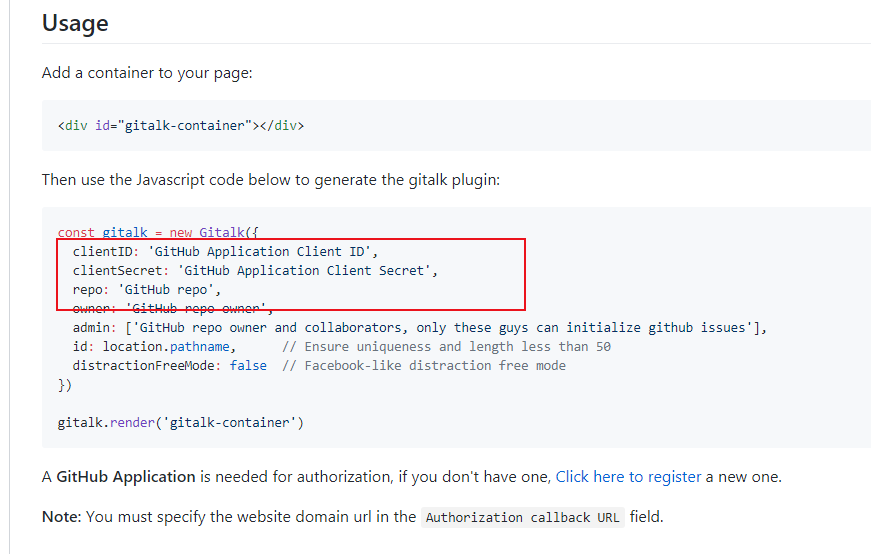 Usage
Add a container to your page:
<div id="gitalk-container"></div>
Then use the Javascript code below to generate the gitalk plugin:
const gitalk = new Gitalk({
  clientID: 'GitHub Application Client ID',
  clientSecret: 'GitHub Application Client Secret',
  repo: 'GitHub repo',
  owner: 'GitHub repo owner',
  admin: ['GitHub repo owner and collaborators, only these guys can initialize github issues'],
  id: location.pathname,      // Ensure uniqueness and length less than 50
  distractionFreeMode: false  // Facebook-like distraction free mode
})
gitalk.render('gitalk-container')
A GitHub Application is needed for authorization, if you don't have one, Click here to register a new one.
Note: You must specify the website domain url in the Authorization callback URL field.